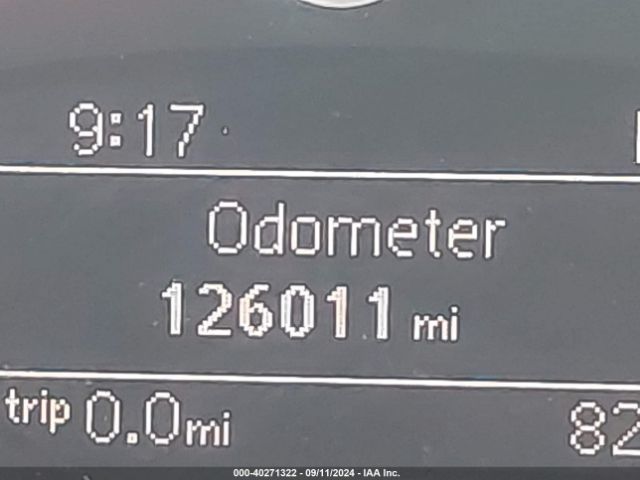 9:17
Odometer
126011 mi
trip 0.0mi 82
000-40271322 - 09/11/2024 - IAA Inc.